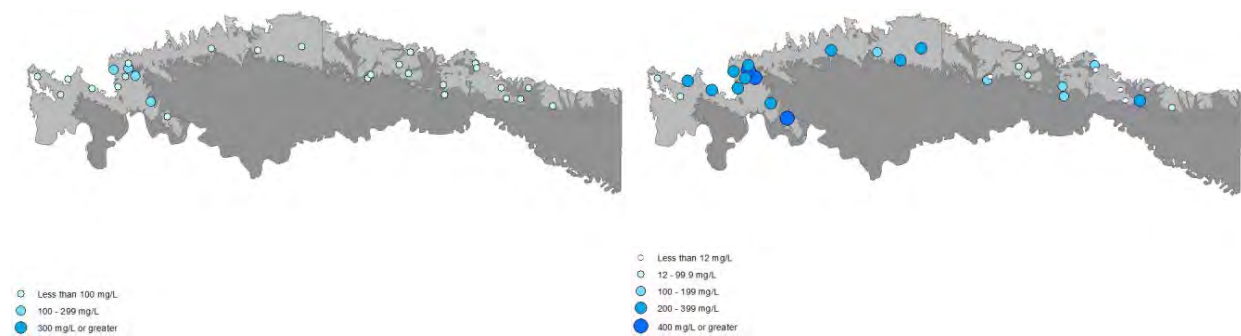 Less than 100 mg/L
100 - 299 mg/L
300 mg/L or greater
Less than 12 mg/L
12 - 99.9 mg/L
100 - 199 mg/L
200 - 399 mg/L
400 mg/L or greater